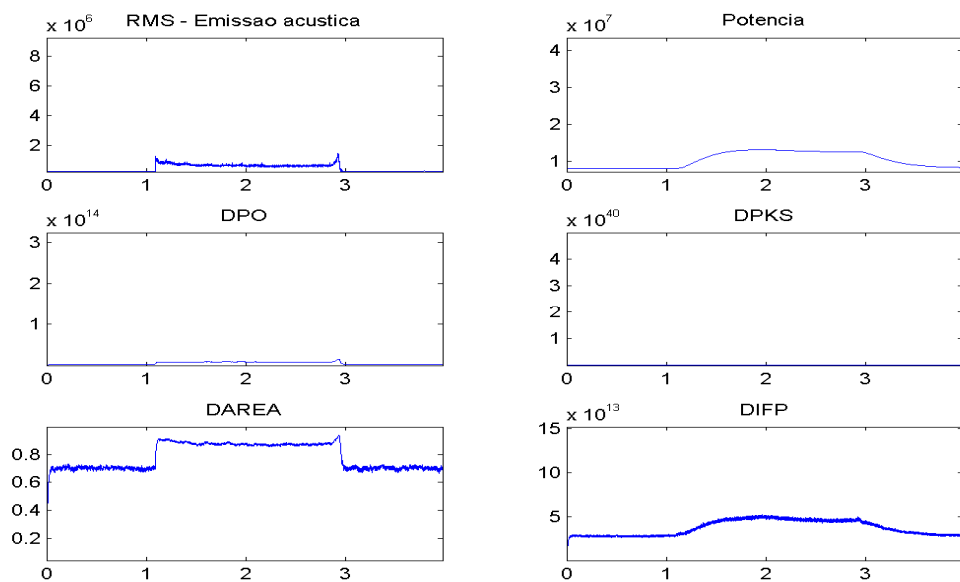 RMS - Emissao acustica
x 10^6
8
6
4
2
0 1 2 3
Potencia
x 10^7
4
3
2
1
0 1 2 3
DPO
x 10^14
3
2
1
0 1 2 3
DPKS
x 10^40
4
3
2
1
0 1 2 3
DAREA
0.8
0.6
0.4
0.2
0 1 2 3
DIFP
x 10^13
15
10
5
0 1 2 3